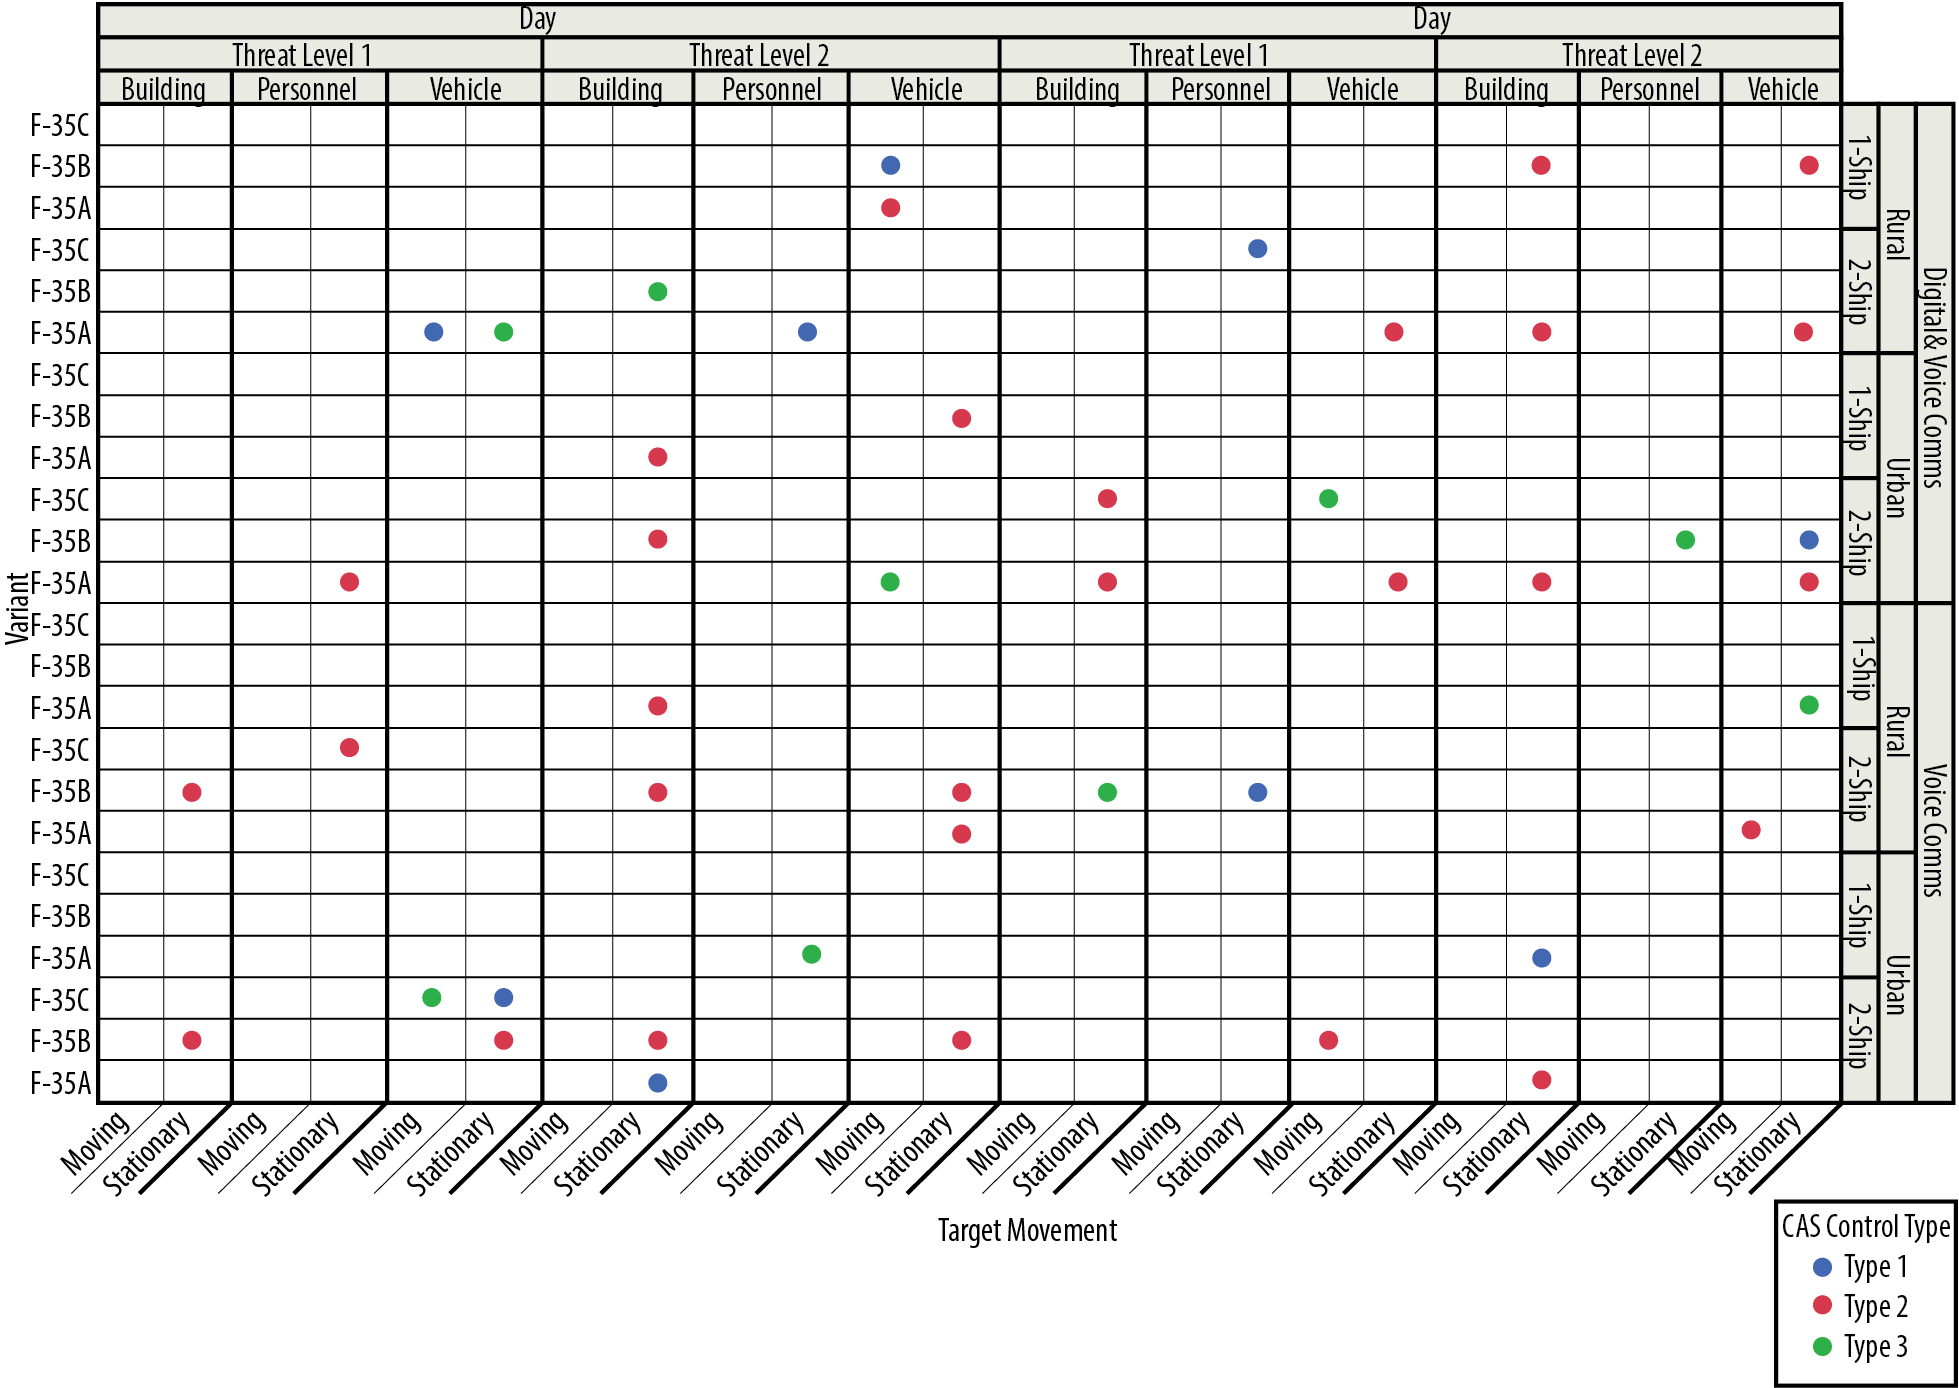 Day Day
Threat Level 1 Threat Level 2 Threat Level 1 Threat Level 2
Building Personnel Vehicle Building Personnel Vehicle Building Personnel Vehicle Building Personnel Vehicle
F-35C
F-35B
F-35A
F-35C
F-35B
F-35A
F-35C
F-35B
F-35A
F-35C
F-35B
F-35A
F-35C
F-35B
F-35A
F-35C
F-35B
F-35A
F-35C
F-35B
F-35A
F-35C
F-35B
F-35A
Variant
1-Ship
2-Ship
1-Ship
2-Ship
1-Ship
2-Ship
1-Ship
2-Ship
Rural
Urban
Rural
Urban
Digital& Voice Comms
Voice Comms
Moving Stationary Moving Stationary Moving Stationary Moving Stationary Moving Stationary Moving Stationary Moving Stationary Moving Stationary Moving Stationary Moving Stationary Moving Stationary Moving Stationary
Target Movement
CAS Control Type
Type 1
Type 2
Type 3